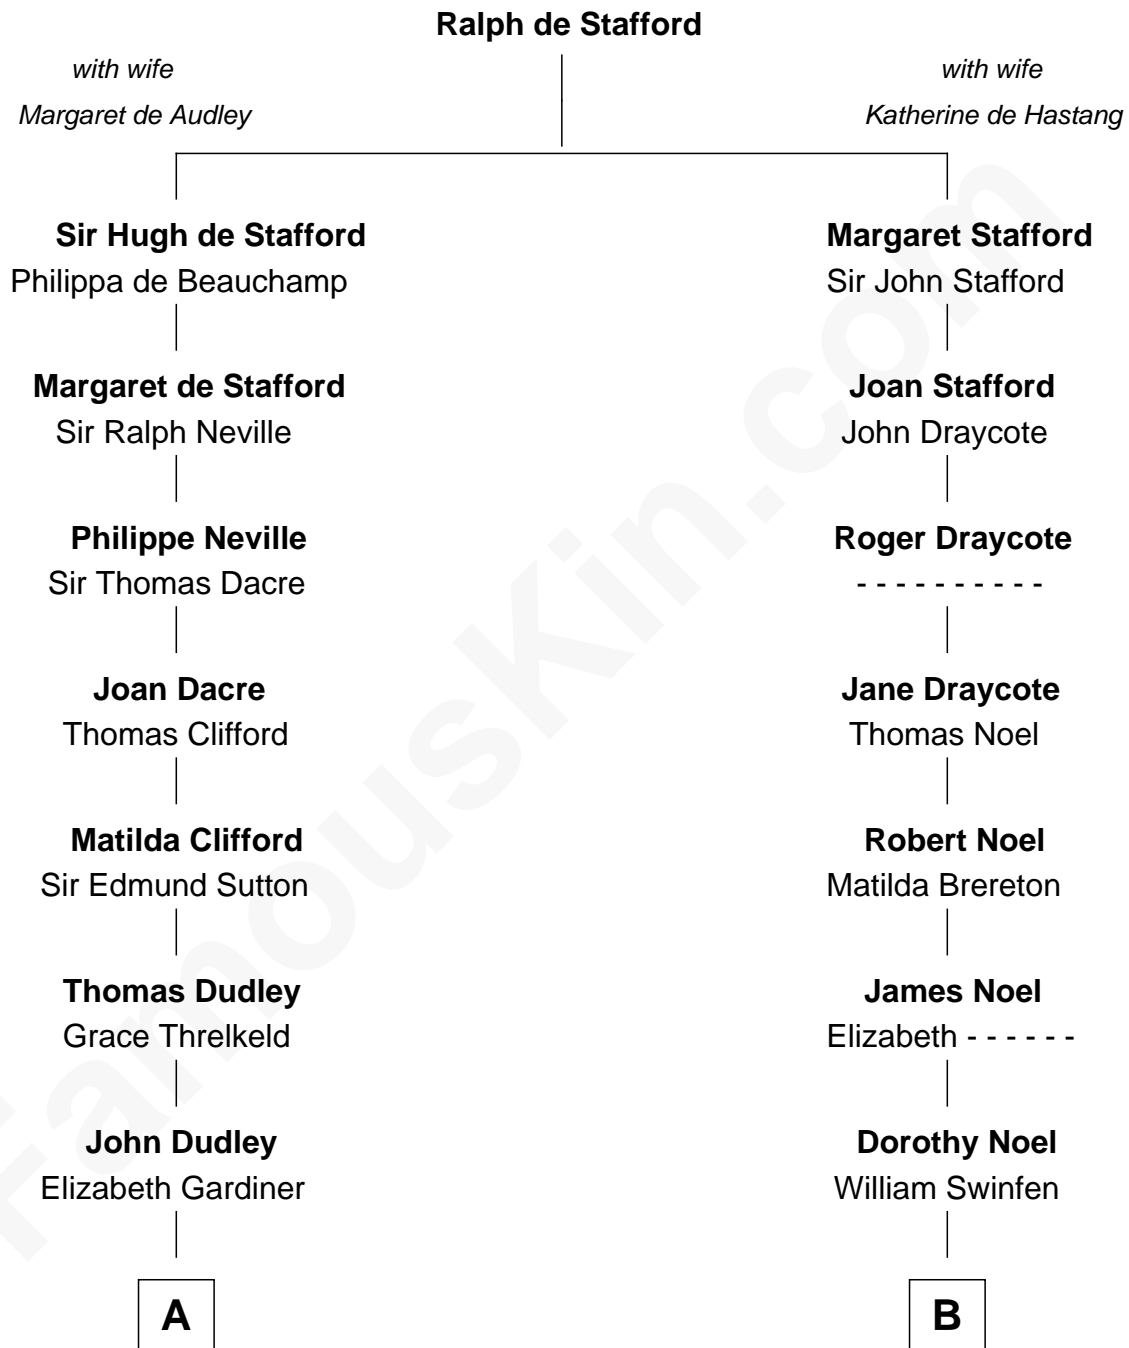 Ralph de Stafford
with wife
Margaret de Audley
with wife
Katherine de Hastang
Sir Hugh de Stafford
Philippa de Beauchamp
Margaret Stafford
Sir John Stafford
Margaret de Stafford
Sir Ralph Neville
Joan Stafford
John Draycote
Philippe Neville
Sir Thomas Dacre
Roger Draycote
- - - - - - - - - -
Joan Dacre
Thomas Clifford
Jane Draycote
Thomas Noel
Matilda Clifford
Sir Edmund Sutton
Robert Noel
Matilda Brereton
Thomas Dudley
Grace Threlkeld
James Noel
Elizabeth - - - - - -
John Dudley
Elizabeth Gardiner
Dorothy Noel
William Swinfen
A
B
FamousKin.com